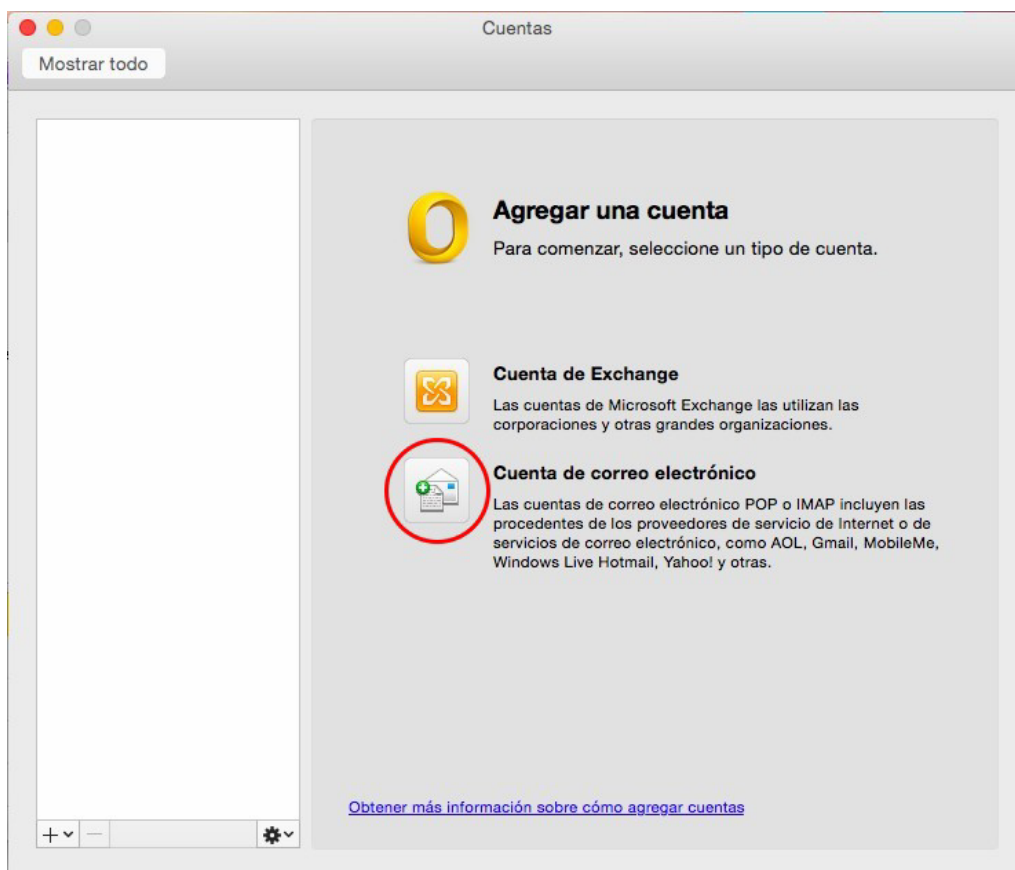 Cuentas
Mostrar todo
Agregar una cuenta
Para comenzar, seleccione un tipo de cuenta.
Cuenta de Exchange
Las cuentas de Microsoft Exchange las utilizan las
corporaciones y otras grandes organizaciones.
Cuenta de correo electrónico
Las cuentas de correo electrónico POP o IMAP incluyen las
procedentes de los proveedores de servicio de Internet o de
servicios de correo electrónico, como AOL, Gmail, MobileMe,
Windows Live Hotmail, Yahoo! y otras.
Obtener más información sobre cómo agregar cuentas